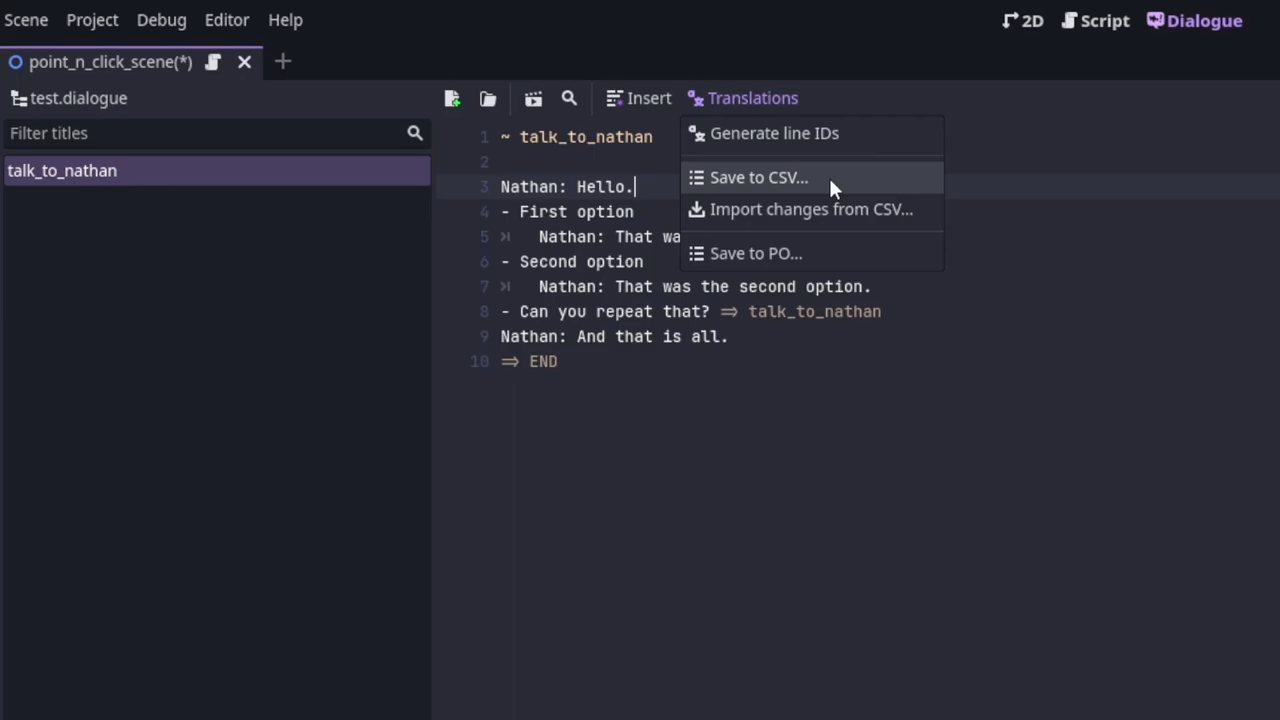 Scene Project Debug Editor Help 2D Script Dialogue
point_n_click_scene(*)
test.dialogue Insert Translations
Filter titles
talk_to_nathan
Generate line IDs
Save to CSV...
Import changes from CSV...
Save to PO...
1 ~ talk_to_nathan
2
3 Nathan: Hello.
4 - First option
5 Nathan: That wa
6 - Second option
7 Nathan: That was the second option.
8 - Can you repeat that? => talk_to_nathan
9 Nathan: And that is all.
10 => END